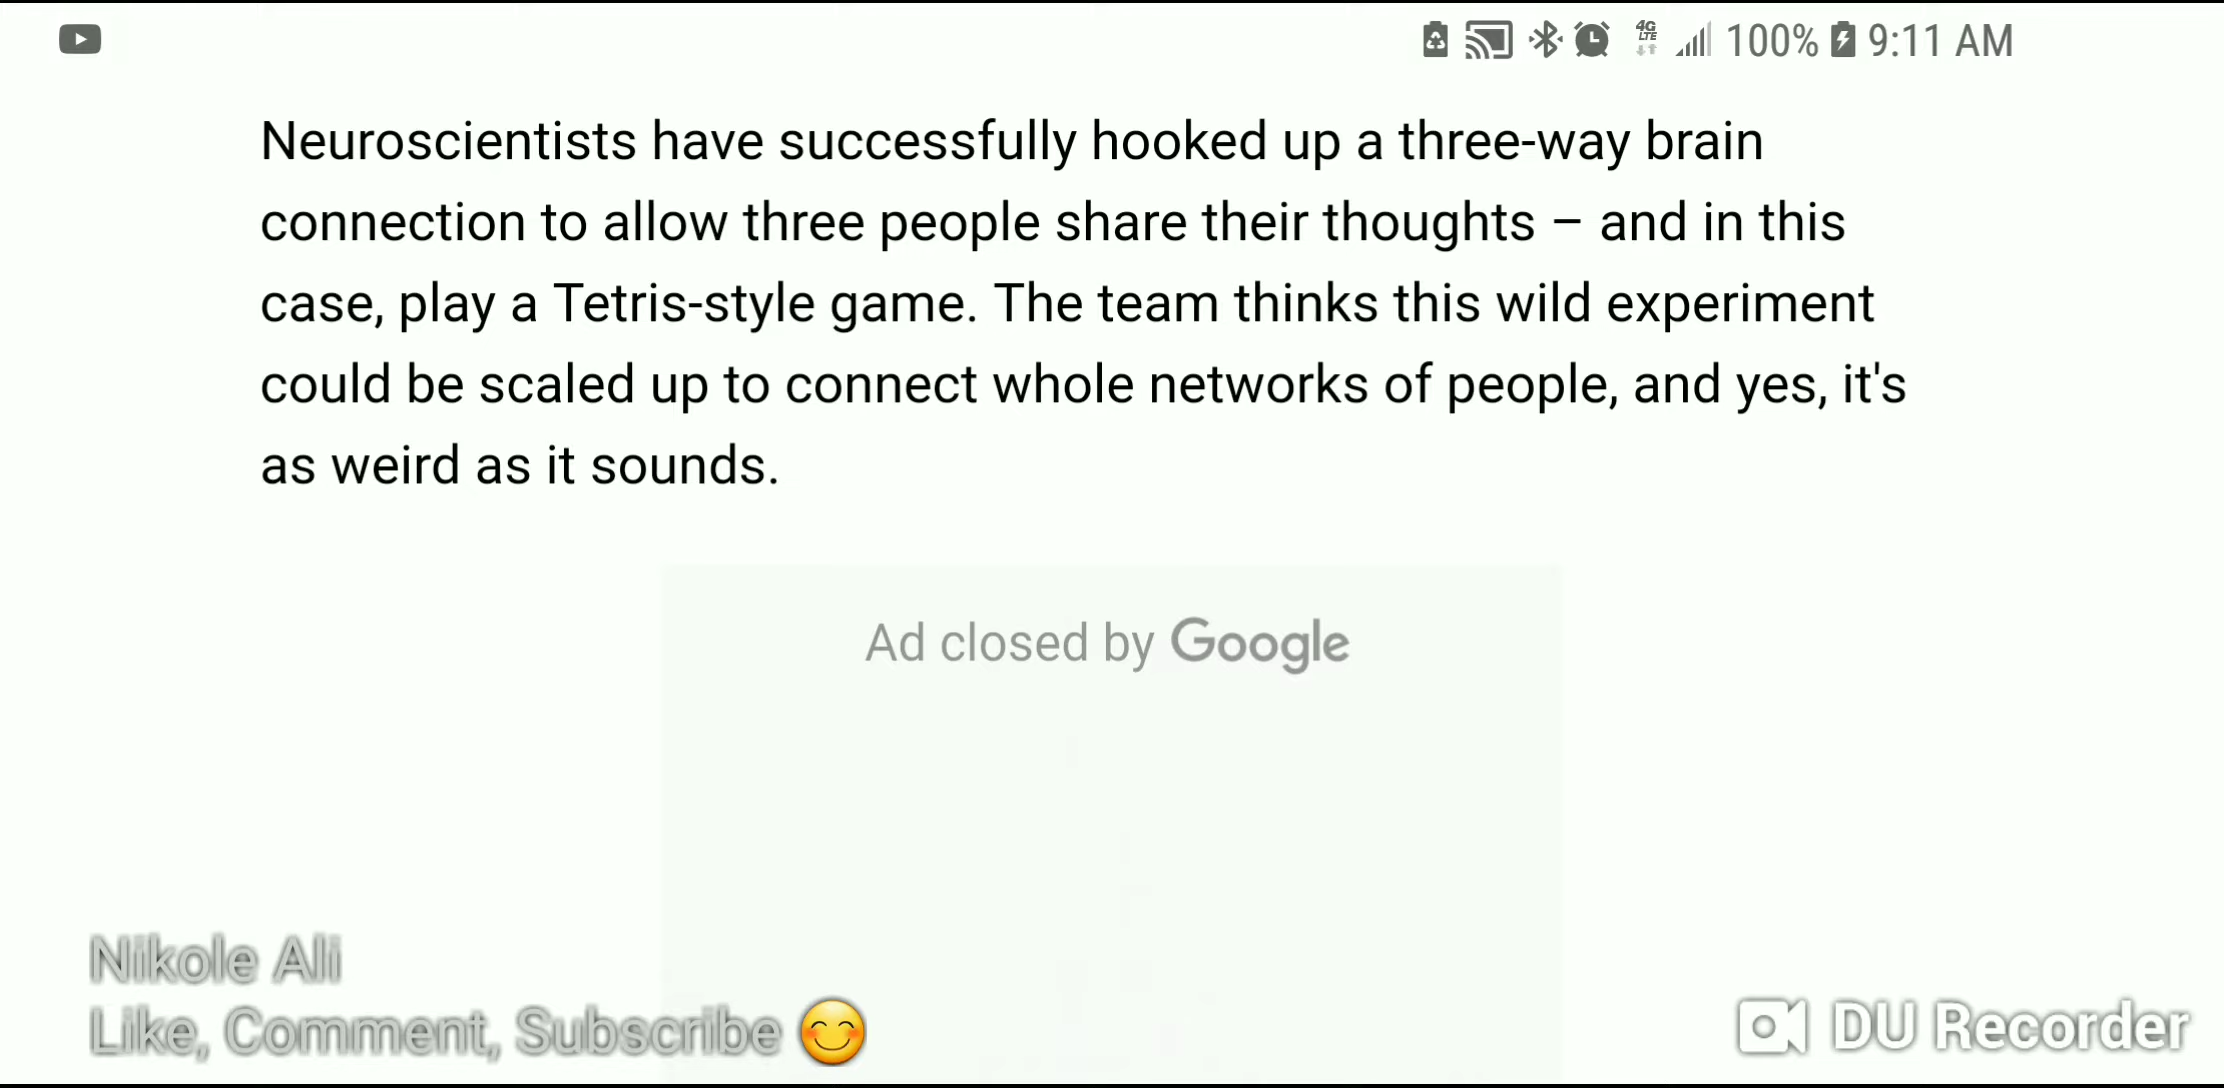 4G LTE 100% 9:11 AM
Neuroscientists have successfully hooked up a three-way brain
connection to allow three people share their thoughts – and in this
case, play a Tetris-style game. The team thinks this wild experiment
could be scaled up to connect whole networks of people, and yes, it's
as weird as it sounds.
Ad closed by Google
Nikole Ali
Like, Comment, Subscribe 😊
DU Recorder